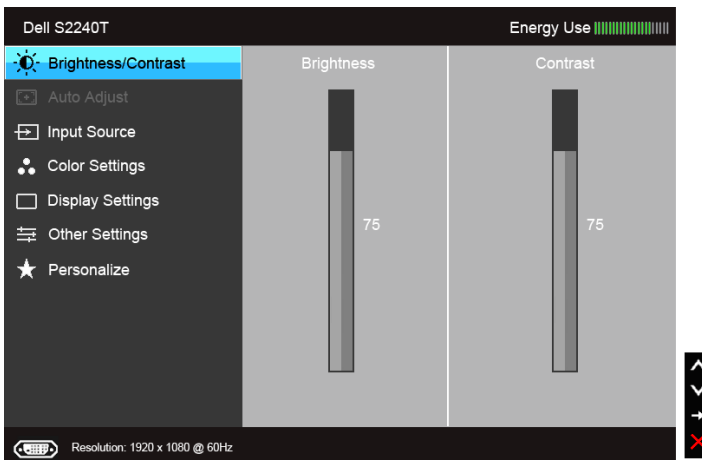 Dell S2240T
Energy Use
Brightness/Contrast
Brightness
Contrast
Auto Adjust
Input Source
Color Settings
Display Settings
75
75
Other Settings
Personalize
Resolution: 1920 x 1080 @ 60Hz